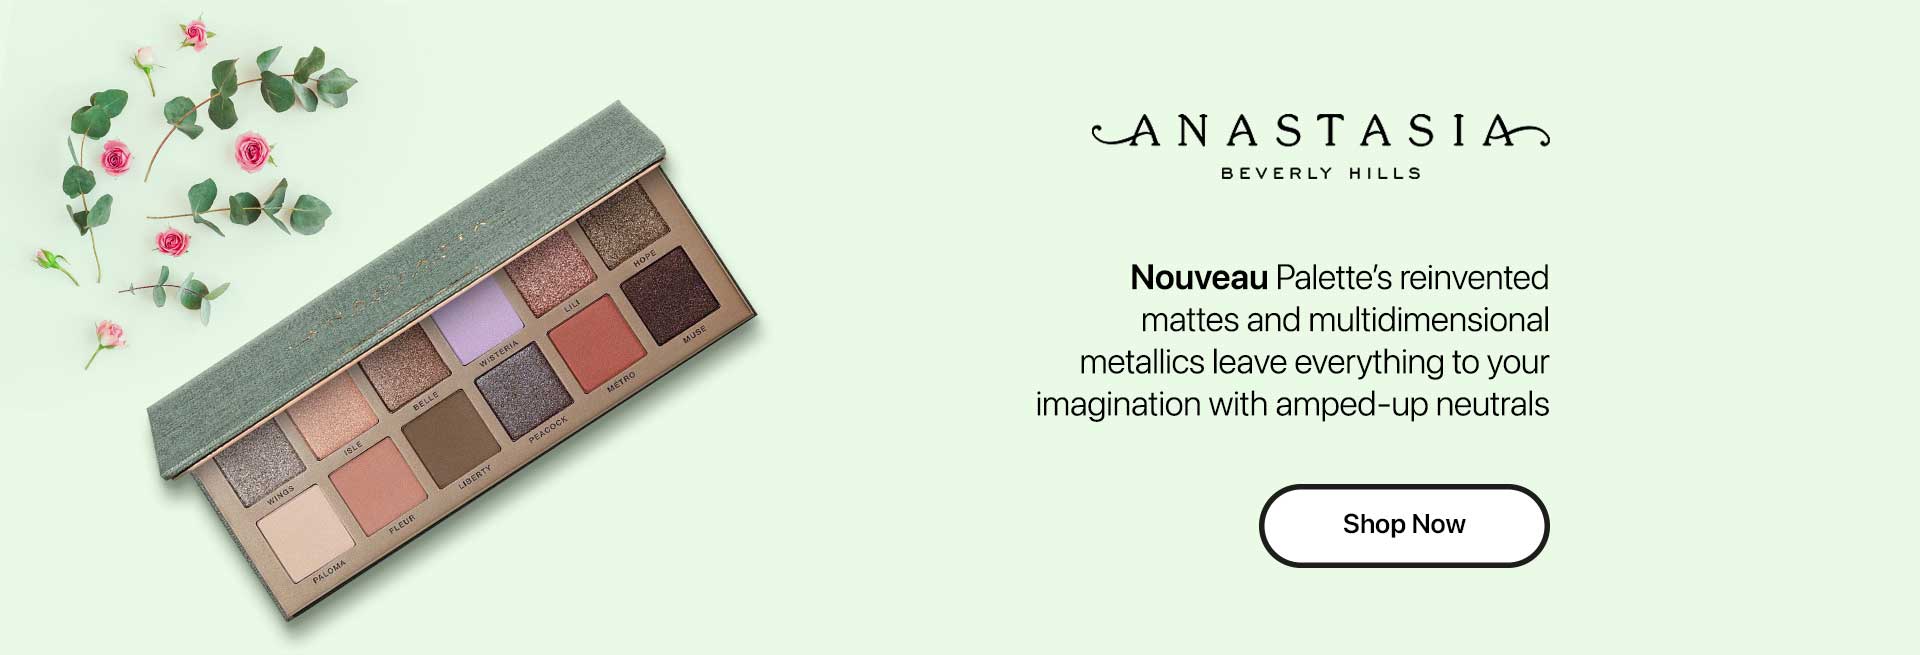 ANASTASIA
BEVERLY HILLS
Nouveau Palette's reinvented
mattes and multidimensional
metallics leave everything to your
imagination with amped-up neutrals
Shop Now
ANASTASIA
WINGS
ISLE
BELLE
WISTERIA
LILI
HOPE
PALOMA
FLEUR
LIBERTY
PEACOCK
METRO
MUSE